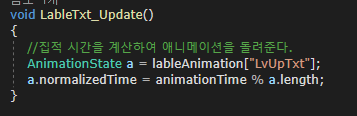 void LableTxt_Update()
{
//집적 시간을 계산하여 애니메이션을 돌려준다.
AnimationState a = lableAnimation["LvUpTxt"];
a.normalizedTime = animationTime % a.length;
}